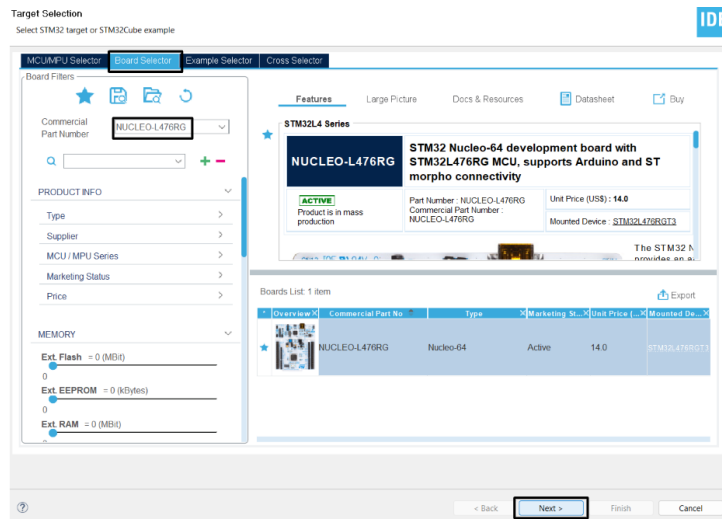 Target Selection
Select STM32 target or STM32Cube example
IDE
MCU/MPU Selector Board Selector Example Selector Cross Selector
Board Filters
Commercial
Part Number
NUCLEO-L476RG
PRODUCT INFO
Type
Supplier
MCU / MPU Series
Marketing Status
Price
MEMORY
Ext. Flash = 0 (MBit)
0
Ext. EEPROM = 0 (kBytes)
0
Ext. RAM = 0 (MBit)
Features Large Picture Docs & Resources Datasheet Buy
STM32L4 Series
NUCLEO-L476RG
STM32 Nucleo-64 development board with
STM32L476RG MCU, supports Arduino and ST
morpho connectivity
ACTIVE
Product is in mass
production
Part Number : NUCLEO-L476RG
Commercial Part Number :
NUCLEO-L476RG
Unit Price (US$) : 14.0
Mounted Device : STM32L476RGT3
The STM32 N
provides an a
Boards List: 1 item
Export
* Overview Commercial Part No Type Marketing St... Unit Price (... Mounted De...
NUCLEO-L476RG Nucleo-64 Active 14.0 STM32L476RGT3
< Back Next > Finish Cancel